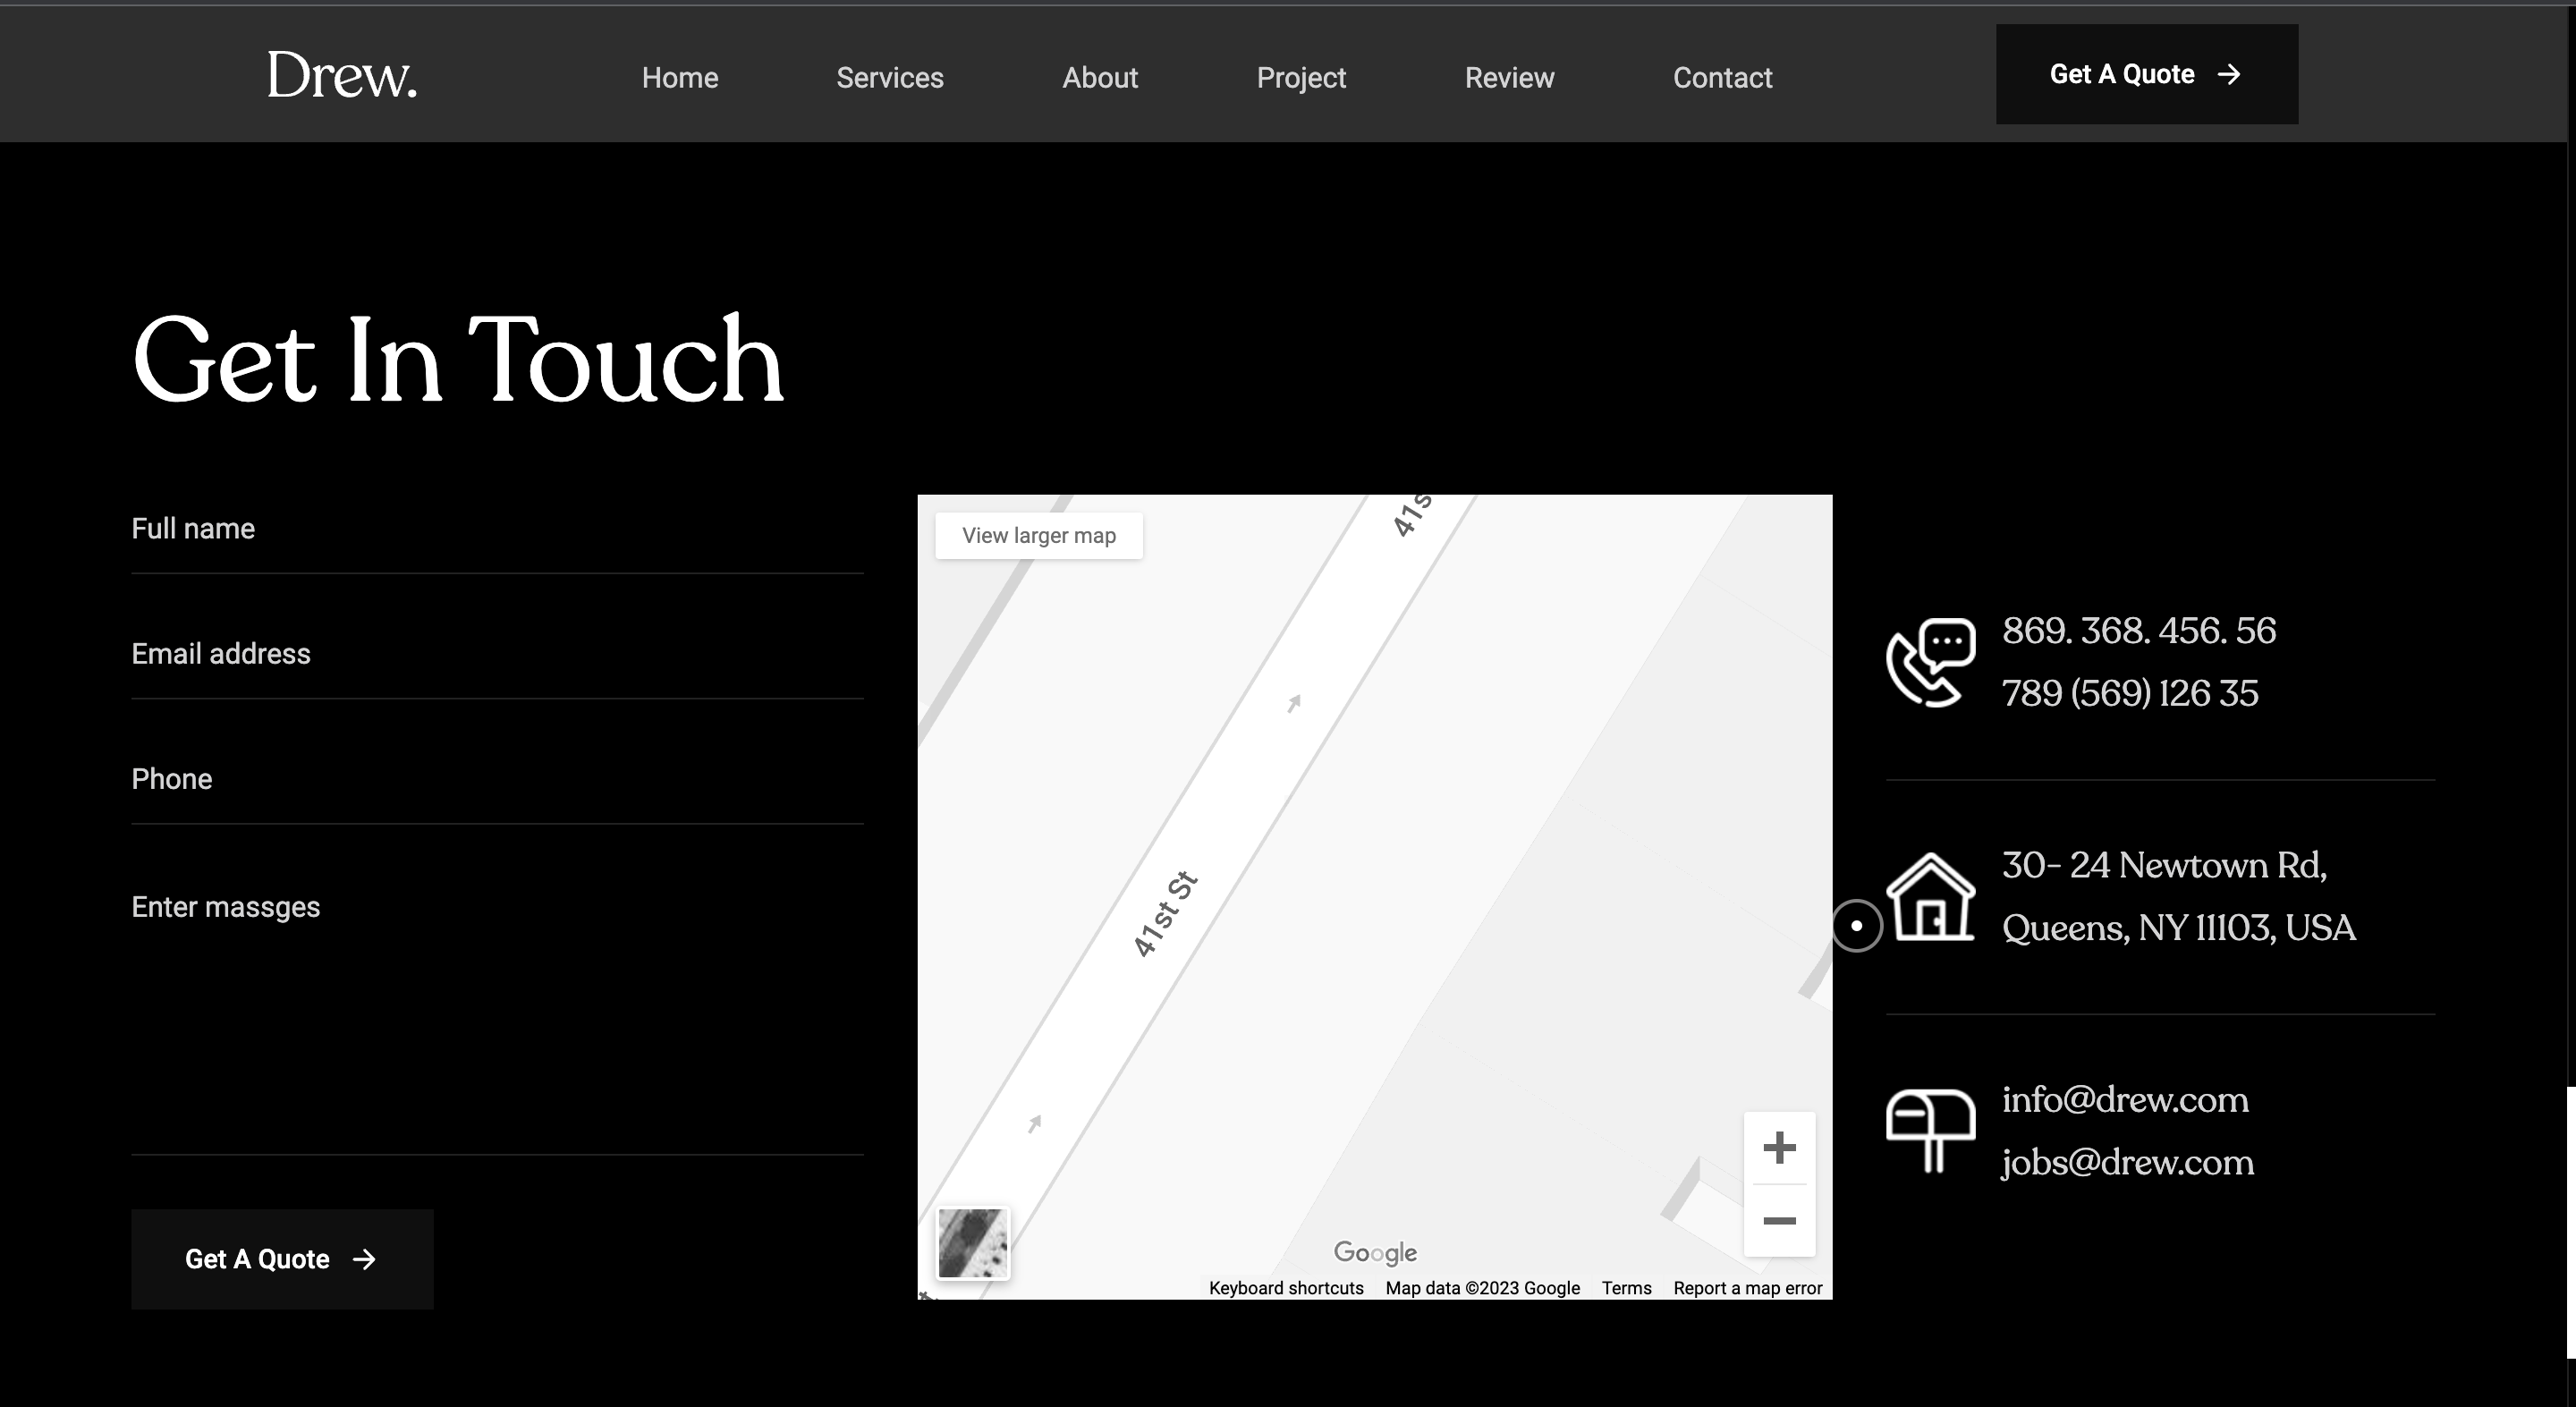 Drew.
Home
Services
About
Project
Review
Contact
Get A Quote
Get In Touch
Full name
Email address
Phone
Enter massges
Get A Quote
View larger map
41s
41st St
Google
Keyboard shortcuts
Map data ©2023 Google
Terms
Report a map error
869. 368. 456. 56
789 (569) 126 35
30- 24 Newtown Rd,
Queens, NY 11103, USA
info@drew.com
jobs@drew.com